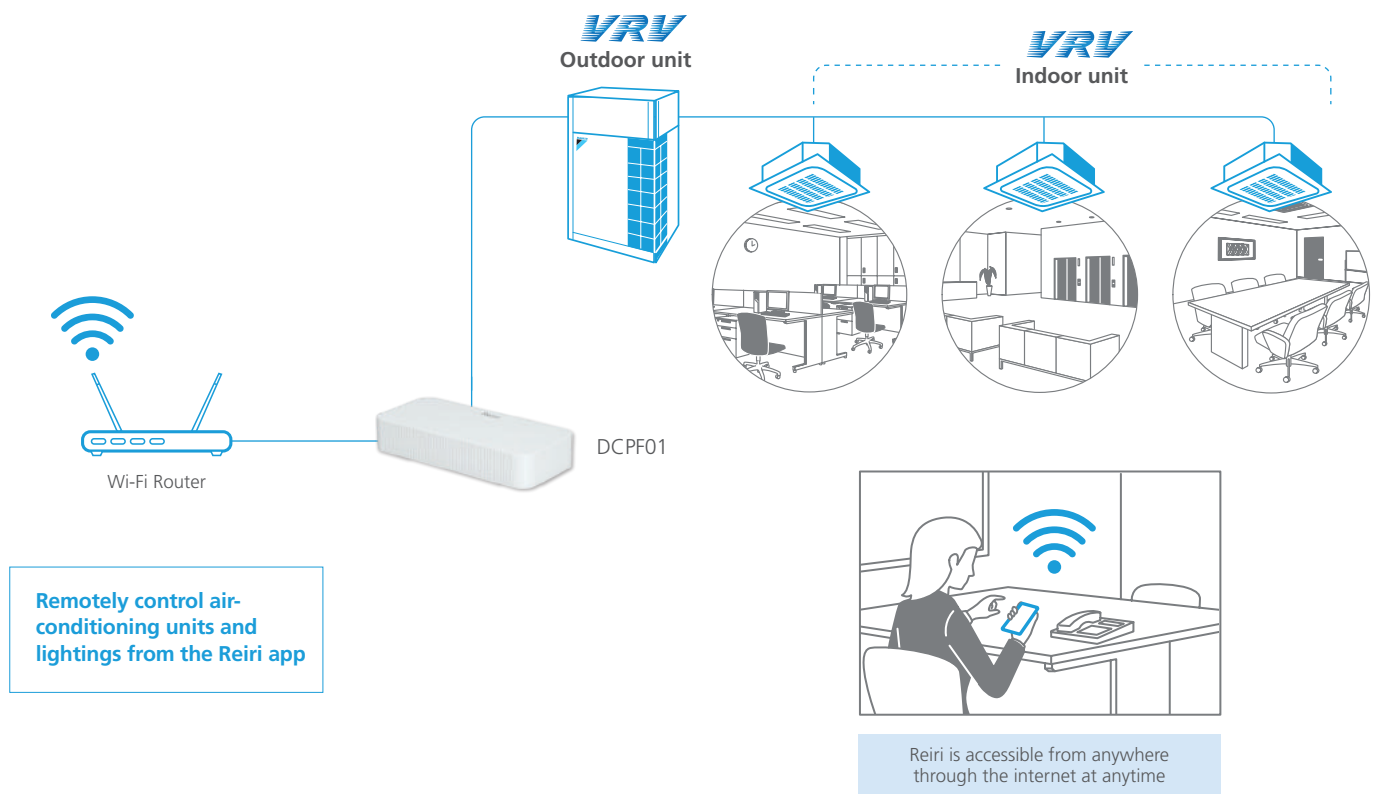 VRV
Outdoor unit
VRV
Indoor unit
DCPF01
Wi-Fi Router
Remotely control air-
conditioning units and
lightings from the Reiri app
Reiri is accessible from anywhere
through the internet at anytime